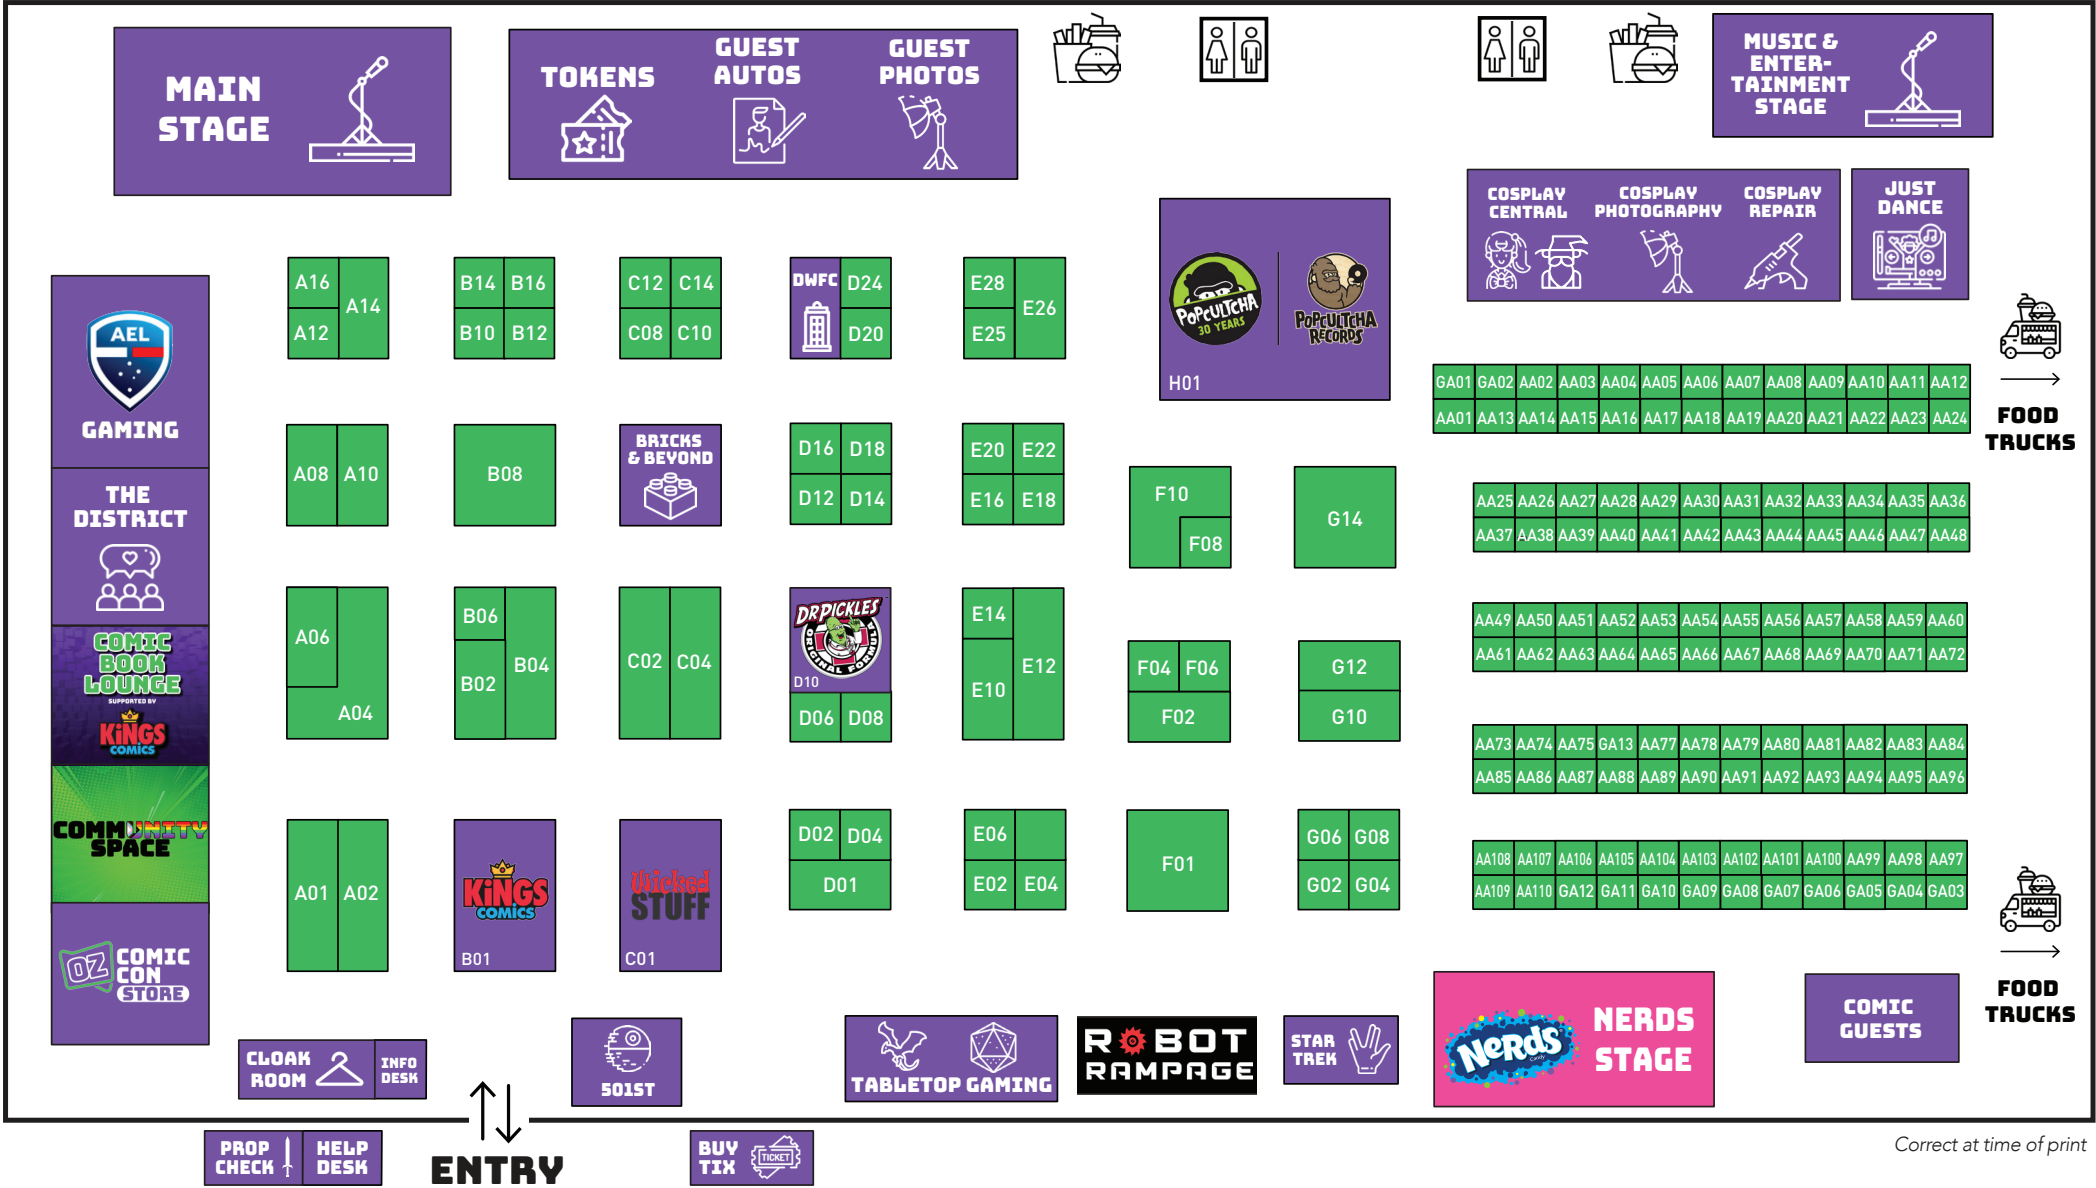 MAIN
STAGE
TOKENS
GUEST
AUTOS
GUEST
PHOTOS
MUSIC &
ENTER-
TAINMENT
STAGE
COSPLAY
CENTRAL
COSPLAY
PHOTOGRAPHY
COSPLAY
REPAIR
JUST
DANCE
AEL
GAMING
THE
DISTRICT
COMIC
BOOK
LOUNGE
SUPPORTED BY
KiNGS
COMICS
COMMUNITY
SPACE
OZ COMIC
CON
STORE
A16
A14
A12
B14 B16
B10 B12
C12 C14
C08 C10
DWFC
D24
D20
E28
E26
E25
POPCULTCHA
30 YEARS
POPCULTCHA
RECORDS
H01
A08 A10
B08
BRICKS
& BEYOND
D16 D18
D12 D14
E20 E22
E16 E18
F10
F08
G14
A06
A04
B06
B04
B02
C02 C04
DR PICKLES
ORIGINAL FORMULA
D10
D06 D08
E14
E12
E10
F04 F06
F02
G12
G10
A01 A02
KiNGS
COMICS
B01
Wicked
STUFF
C01
D02 D04
D01
E06
E02 E04
F01
G06 G08
G02 G04
GA01 GA02 AA02 AA03 AA04 AA05 AA06 AA07 AA08 AA09 AA10 AA11 AA12
AA01 AA13 AA14 AA15 AA16 AA17 AA18 AA19 AA20 AA21 AA22 AA23 AA24
AA25 AA26 AA27 AA28 AA29 AA30 AA31 AA32 AA33 AA34 AA35 AA36
AA37 AA38 AA39 AA40 AA41 AA42 AA43 AA44 AA45 AA46 AA47 AA48
AA49 AA50 AA51 AA52 AA53 AA54 AA55 AA56 AA57 AA58 AA59 AA60
AA61 AA62 AA63 AA64 AA65 AA66 AA67 AA68 AA69 AA70 AA71 AA72
AA73 AA74 AA75 GA13 AA77 AA78 AA79 AA80 AA81 AA82 AA83 AA84
AA85 AA86 AA87 AA88 AA89 AA90 AA91 AA92 AA93 AA94 AA95 AA96
AA108 AA107 AA106 AA105 AA104 AA103 AA102 AA101 AA100 AA99 AA98 AA97
AA109 AA110 GA12 GA11 GA10 GA09 GA08 GA07 GA06 GA05 GA04 GA03
FOOD
TRUCKS
FOOD
TRUCKS
CLOAK
ROOM
INFO
DESK
501ST
TABLETOP GAMING
ROBOT
RAMPAGE
STAR
TREK
NeRds
Candy
NERDS
STAGE
COMIC
GUESTS
PROP
CHECK
HELP
DESK
ENTRY
BUY
TIX
TICKET
Correct at time of print